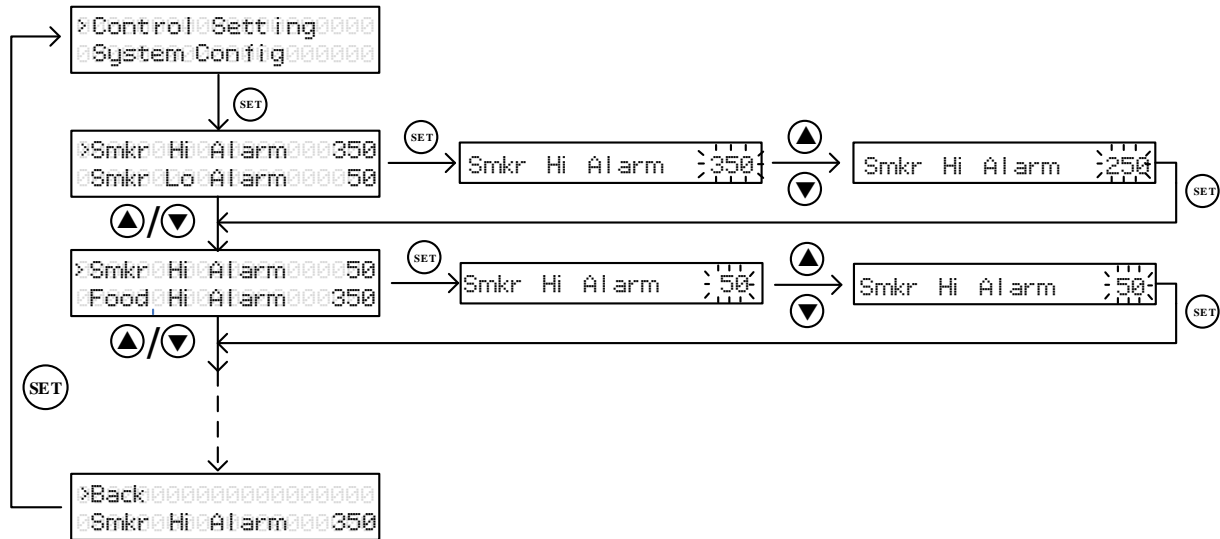 >Control Setting
System Config
SET
>Smkr Hi Alarm 350
Smkr Lo Alarm 50
SET
Smkr Hi Alarm 350
▲
▼
Smkr Hi Alarm 250
SET
▲/▼
>Smkr Hi Alarm 50
Food Hi Alarm 350
SET
Smkr Hi Alarm 50
▲
▼
Smkr Hi Alarm 50
SET
▲/▼
SET
>Back
Smkr Hi Alarm 350